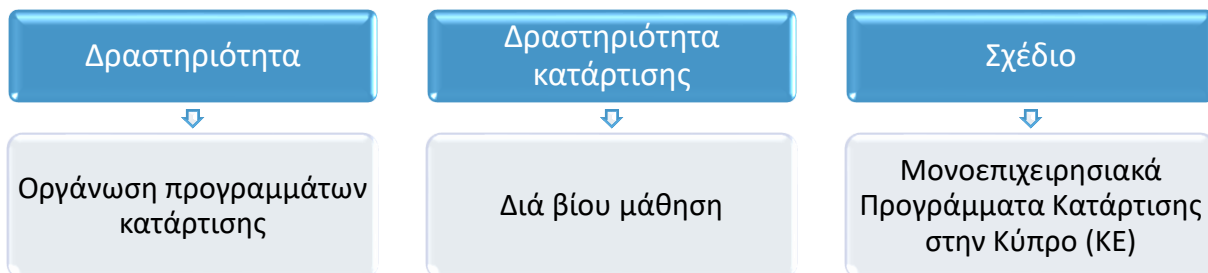 Δραστηριότητα
Οργάνωση προγραμμάτων
κατάρτισης
Δραστηριότητα
κατάρτισης
Διά βίου μάθηση
Σχέδιο
Μονοεπιχειρησιακά
Προγράμματα Κατάρτισης
στην Κύπρο (ΚΕ)